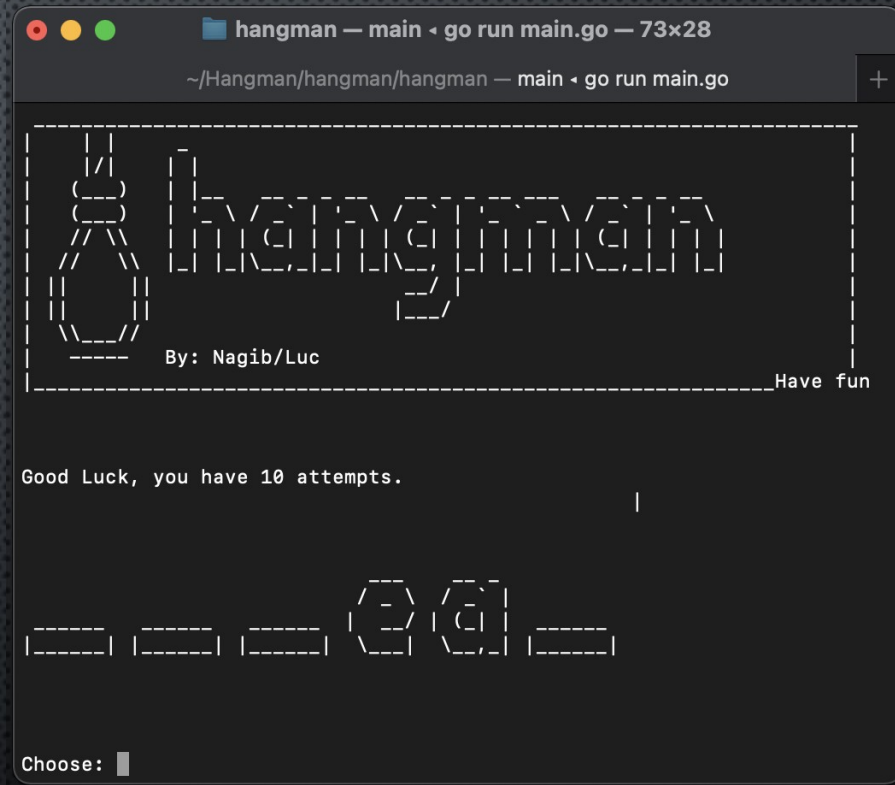 hangman — main ◂ go run main.go — 73×28
~/Hangman/hangman/hangman — main ◂ go run main.go
hangman
By: Nagib/Luc
Have fun
Good Luck, you have 10 attempts.
_ _ _ e a _
Choose: